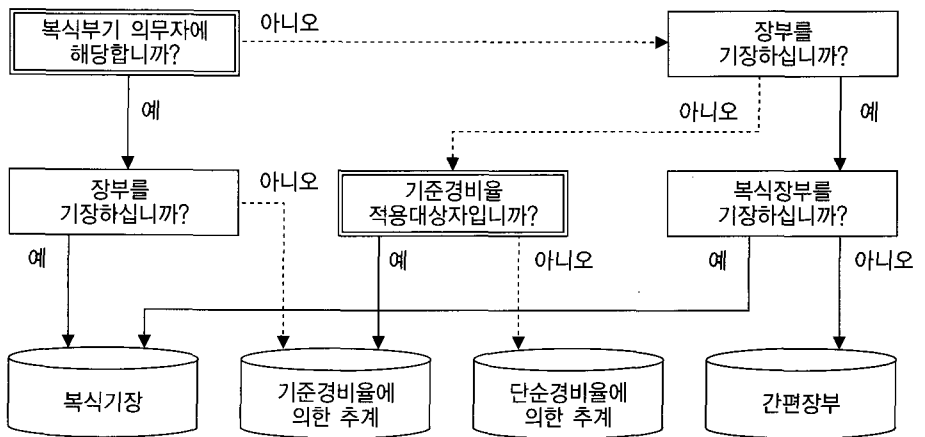 복식부기 의무자에
해당합니까?
아니오
장부를
기장하십니까?
예
아니오
예
장부를
기장하십니까?
아니오
기준경비율
적용대상자입니까?
복식장부를
기장하십니까?
예
예
아니오
예
아니오
복식기장
기준경비율에
의한 추계
단순경비율에
의한 추계
간편장부